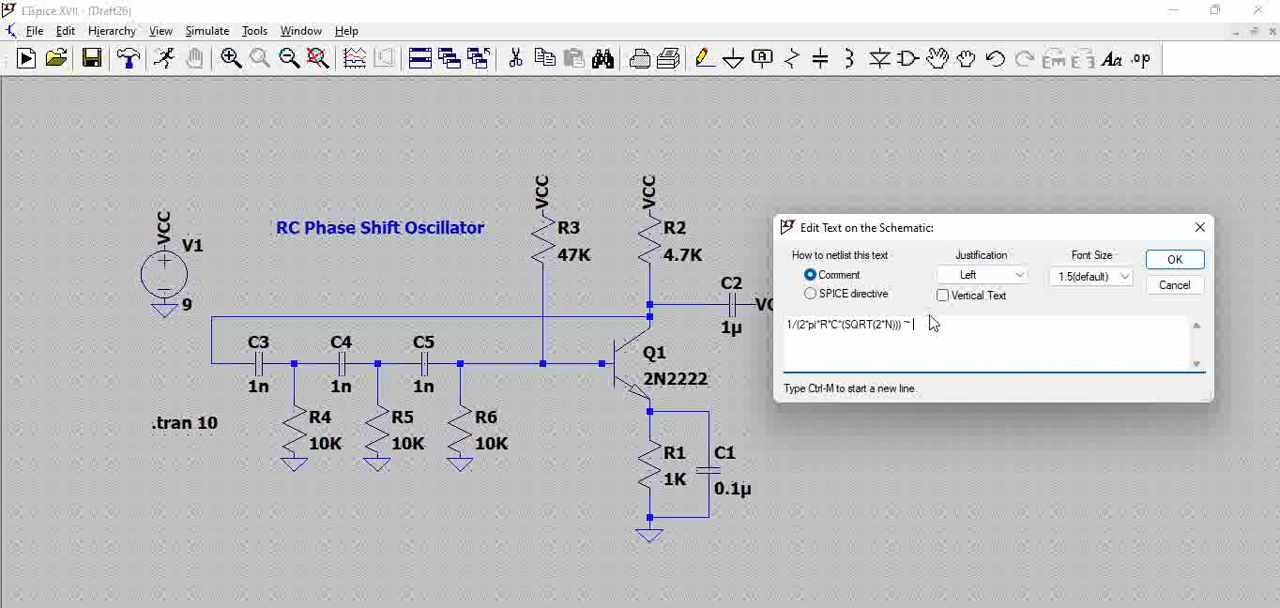 LTspice XVII - [Draft26]
File Edit View Hierarchy View Simulate Tools Window Help
Aa .op
VCC
V1
9
RC Phase Shift Oscillator
VCC
R3
47K
VCC
R2
4.7K
C2
1µ
C3
1n
C4
1n
C5
1n
Q1
2N2222
.tran 10
R4
10K
R5
10K
R6
10K
R1
1K
C1
0.1µ
Edit Text on the Schematic:
How to netlist this text
Justification
Font Size
OK
Comment
Left
1.5(default)
Cancel
SPICE directive
Vertical Text
1/(2*pi*R*C*(SQRT(2*N))) ~
Type Ctrl-M to start a new line.